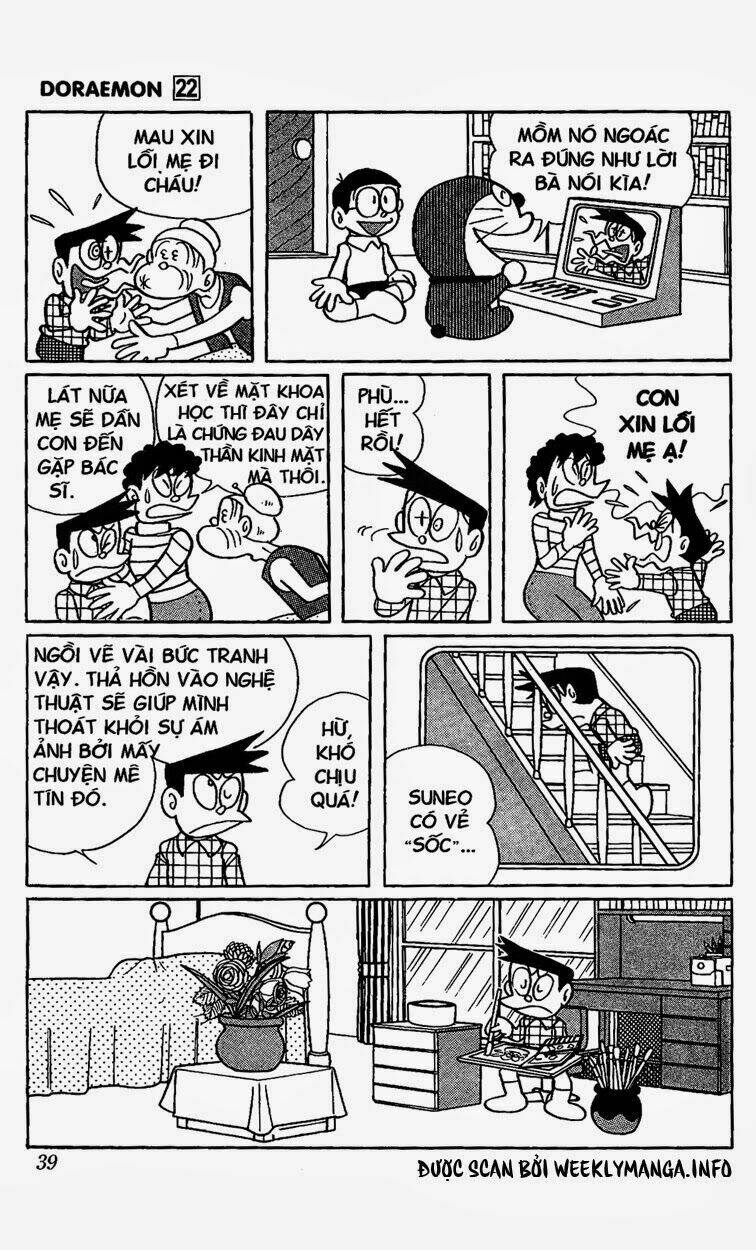 DORAEMON 22
MAU XIN
LỖI MẸ ĐI
CHÁU!
MỒM NÓ NGOÁC
RA ĐÚNG NHƯ LỜI
BÀ NÓI KÌA!
LÁT NỮA
MẸ SẼ DẪN
CON ĐẾN
GẶP BÁC
SĨ.
XÉT VỀ MẶT KHOA
HỌC THÌ ĐÂY CHỈ
LÀ CHỨNG ĐAU DÂY
THẦN KINH MẶT
MÀ THÔI.
PHÙ...
HẾT
RỒI!
CON
XIN LỖI
MẸ Ạ!
NGỒI VẼ VÀI BỨC TRANH
VẬY. THẢ HỒN VÀO NGHỆ
THUẬT SẼ GIÚP MÌNH
THOÁT KHỎI SỰ ÁM
ẢNH BỞI MẤY
CHUYỆN MÊ
TÍN ĐÓ.
HỪ,
KHÓ
CHỊU
QUÁ!
SUNEO
CÓ VẺ
“SỐC”...
39
ĐƯỢC SCAN BỞI WEEKLYMANGA.INFO